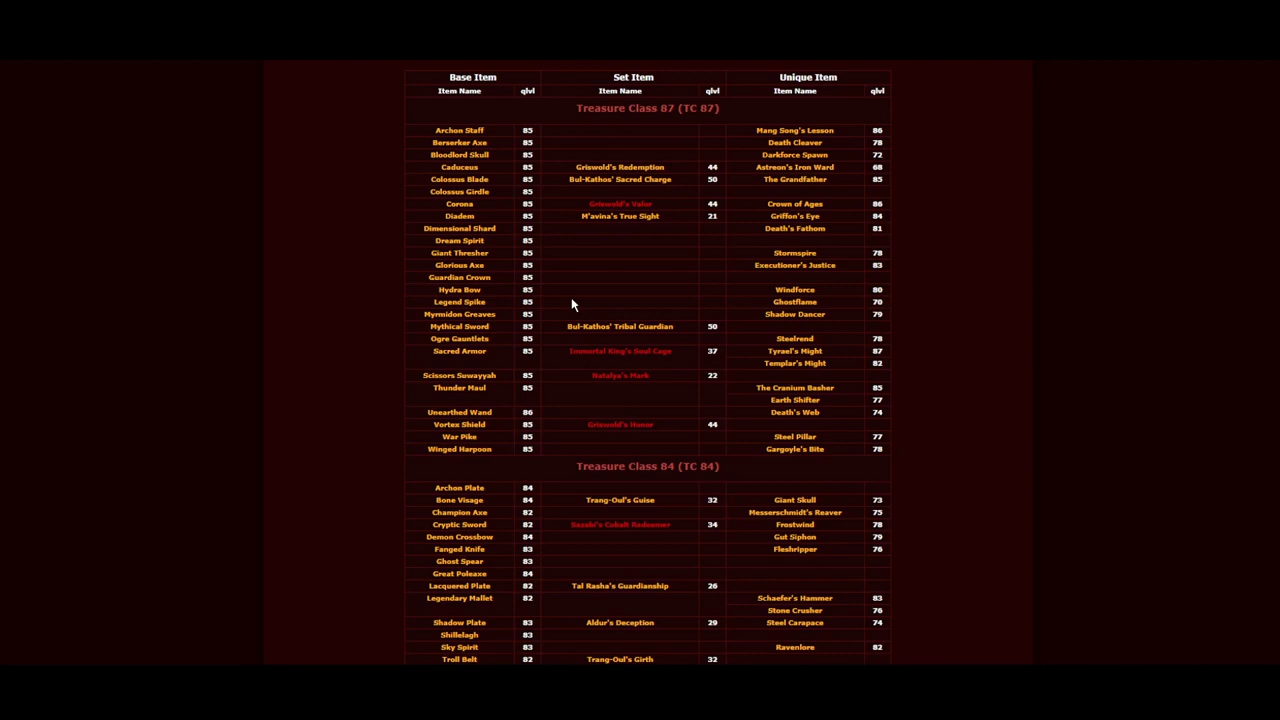 Base Item Set Item Unique Item
Item Name qlvl Item Name qlvl Item Name qlvl
Treasure Class 87 (TC 87)
Archon Staff 85 Mang Song's Lesson 86
Berserker Axe 85 Death Cleaver 78
Bloodlord Skull 85 Darkforce Spawn 72
Caduceus 85 Griswold's Redemption 44 Astreon's Iron Ward 68
Colossus Blade 85 Bul-Kathos' Sacred Charge 50 The Grandfather 85
Colossus Girdle 85
Corona 85 Griswold's Valor 44 Crown of Ages 86
Diadem 85 M'avina's True Sight 21 Griffon's Eye 84
Dimensional Shard 85 Death's Fathom 81
Dream Spirit 85
Giant Thresher 85 Stormspire 78
Glorious Axe 85 Executioner's Justice 83
Guardian Crown 85
Hydra Bow 85 Windforce 80
Legend Spike 85 Ghostflame 70
Myrmidon Greaves 85 Shadow Dancer 79
Mythical Sword 85 Bul-Kathos' Tribal Guardian 50
Ogre Gauntlets 85 Steelrend 78
Sacred Armor 85 Immortal King's Soul Cage 37 Tyrael's Might 87
Templar's Might 82
Scissors Suwayyah 85 Natalya's Mark 22
Thunder Maul 85 The Cranium Basher 85
Earth Shifter 77
Unearthed Wand 86 Death's Web 74
Vortex Shield 85 Griswold's Honor 44
War Pike 85 Steel Pillar 77
Winged Harpoon 85 Gargoyle's Bite 78
Treasure Class 84 (TC 84)
Archon Plate 84
Bone Visage 84 Trang-Oul's Guise 32 Giant Skull 73
Champion Axe 82 Messerschmidt's Reaver 75
Cryptic Sword 82 Sazabi's Cobalt Redeemer 34 Frostwind 78
Demon Crossbow 84 Gut Siphon 79
Fanged Knife 83 Fleshripper 76
Ghost Spear 83
Great Poleaxe 84
Lacquered Plate 82 Tal Rasha's Guardianship 26
Legendary Mallet 82 Schaefer's Hammer 83
Stone Crusher 76
Shadow Plate 83 Aldur's Deception 29 Steel Carapace 74
Shillelagh 83
Sky Spirit 83 Ravenlore 82
Troll Belt 82 Trang-Oul's Girth 32